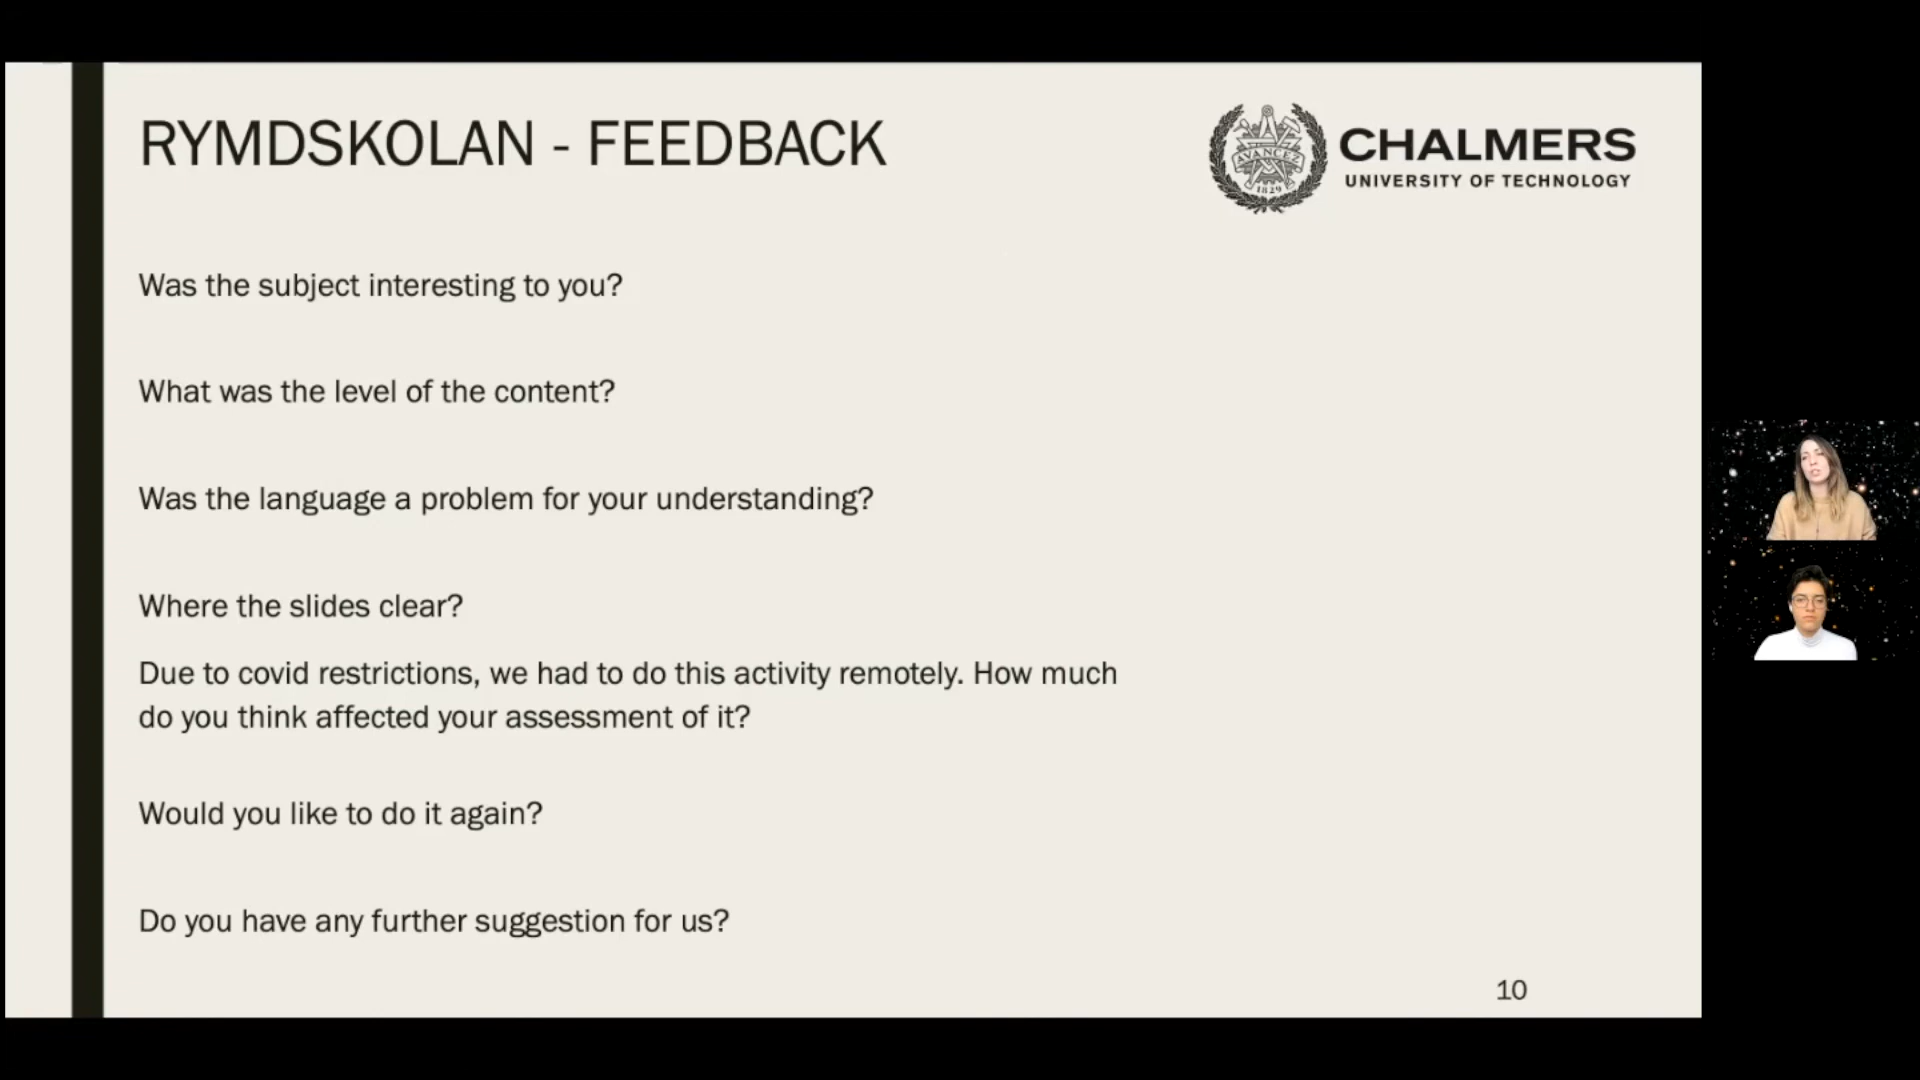 RYMDSKOLAN - FEEDBACK
AVANCEZ
1829
CHALMERS
UNIVERSITY OF TECHNOLOGY
Was the subject interesting to you?
What was the level of the content?
Was the language a problem for your understanding?
Where the slides clear?
Due to covid restrictions, we had to do this activity remotely. How much
do you think affected your assessment of it?
Would you like to do it again?
Do you have any further suggestion for us?
10